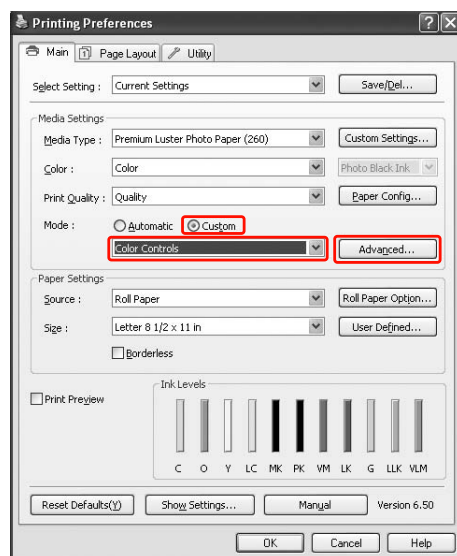 Printing Preferences
Main Page Layout Utility
Select Setting : Current Settings Save/Del...
Media Settings
Media Type : Premium Luster Photo Paper (260) Custom Settings...
Color : Color Photo Black Ink
Print Quality : Quality Paper Config...
Mode : Automatic Custom
Color Controls Advanced...
Paper Settings
Source : Roll Paper Roll Paper Option...
Size : Letter 8 1/2 x 11 in User Defined...
Borderless
Print Preview Ink Levels
C O Y LC MK PK VM LK G LLK VLM
Reset Defaults(Y) Show Settings... Manual Version 6.50
OK Cancel Help